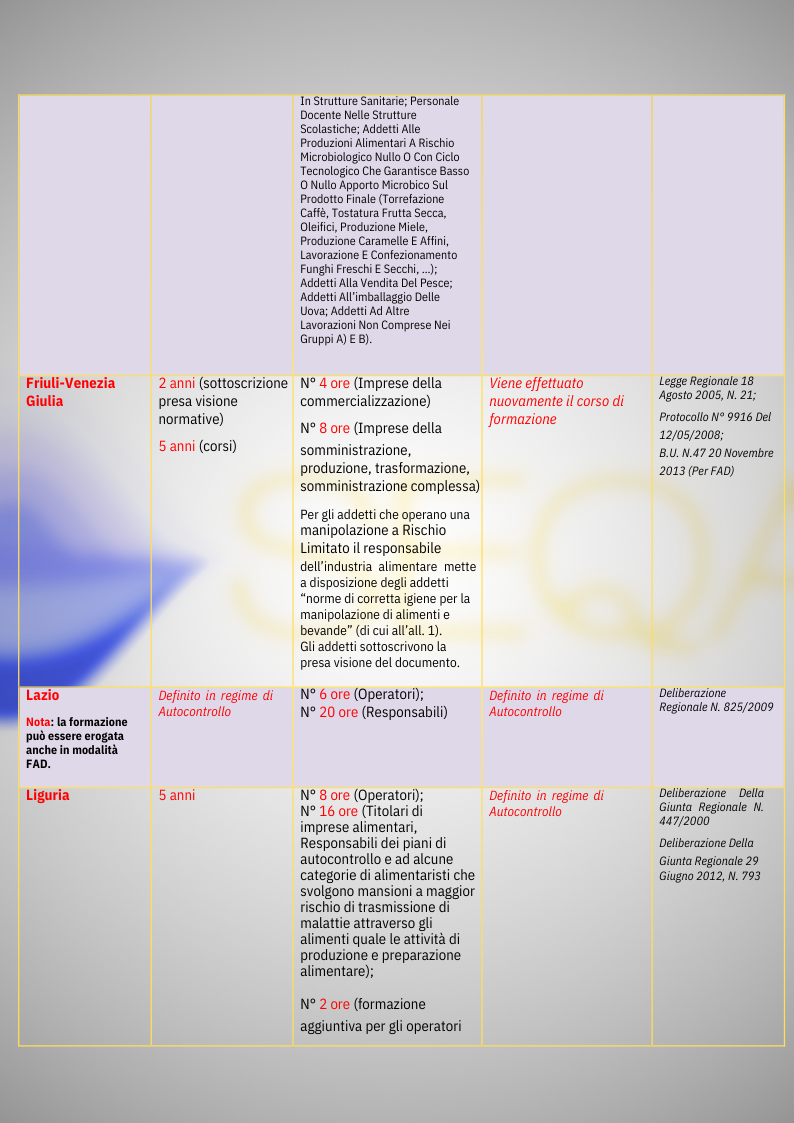 In Strutture Sanitarie; Personale
Docente Nelle Strutture
Scolastiche; Addetti Alle
Produzioni Alimentari A Rischio
Microbiologico Nullo O Con Ciclo
Tecnologico Che Garantisce Basso
O Nullo Apporto Microbico Sul
Prodotto Finale (Torrefazione
Caffè, Tostatura Frutta Secca,
Oleifici, Produzione Miele,
Produzione Caramelle E Affini,
Lavorazione E Confezionamento
Funghi Freschi E Secchi, ...);
Addetti Alla Vendita Del Pesce;
Addetti All'imballaggio Delle
Uova; Addetti Ad Altre
Lavorazioni Non Comprese Nei
Gruppi A) E B).
Friuli-Venezia
Giulia
2 anni (sottoscrizione
presa visione
normative)
5 anni (corsi)
N° 4 ore (Imprese della
commercializzazione)
N° 8 ore (Imprese della
somministrazione,
produzione, trasformazione,
somministrazione complessa)
Per gli addetti che operano una
manipolazione a Rischio
Limitato il responsabile
dell'industria alimentare mette
a disposizione degli addetti
“norme di corretta igiene per la
manipolazione di alimenti e
bevande” (di cui all'all. 1).
Gli addetti sottoscrivono la
presa visione del documento.
Viene effettuato
nuovamente il corso di
formazione
Legge Regionale 18
Agosto 2005, N. 21;
Protocollo N° 9916 Del
12/05/2008;
B.U. N.47 20 Novembre
2013 (Per FAD)
Lazio
Nota: la formazione
può essere erogata
anche in modalità
FAD.
Definito in regime di
Autocontrollo
N° 6 ore (Operatori);
N° 20 ore (Responsabili)
Definito in regime di
Autocontrollo
Deliberazione
Regionale N. 825/2009
Liguria
5 anni
N° 8 ore (Operatori);
N° 16 ore (Titolari di
imprese alimentari,
Responsabili dei piani di
autocontrollo e ad alcune
categorie di alimentaristi che
svolgono mansioni a maggior
rischio di trasmissione di
malattie attraverso gli
alimenti quale le attività di
produzione e preparazione
alimentare);
N° 2 ore (formazione
aggiuntiva per gli operatori
Definito in regime di
Autocontrollo
Deliberazione Della
Giunta Regionale N.
447/2000
Deliberazione Della
Giunta Regionale 29
Giugno 2012, N. 793